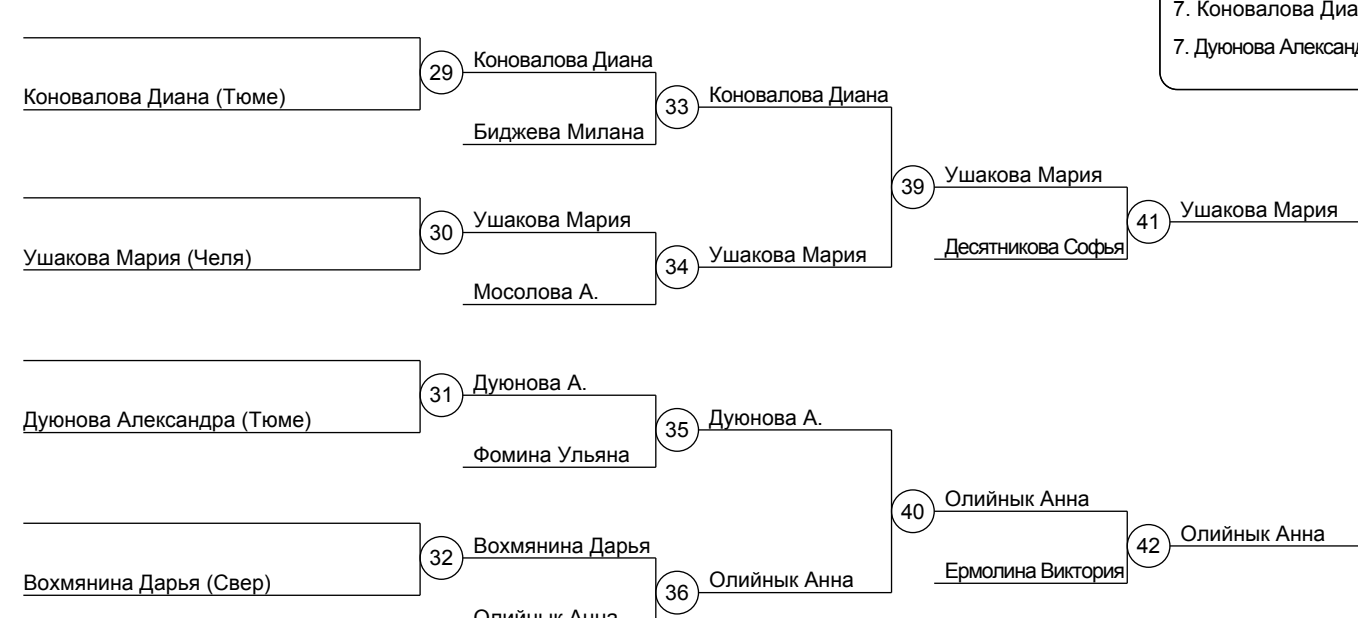 7. Коновалова Диа
7. Дуюнова Александ
29
Коновалова Диана
Коновалова Диана (Тюме)
33
Коновалова Диана
Биджева Милана
39
Ушакова Мария
30
Ушакова Мария
Ушакова Мария (Челя)
34
Ушакова Мария
Мосолова А.
Десятникова Софья
41
Ушакова Мария
31
Дуюнова А.
Дуюнова Александра (Тюме)
35
Дуюнова А.
Фомина Ульяна
40
Олийнык Анна
32
Вохмянина Дарья
Вохмянина Дарья (Свер)
36
Олийнык Анна
Олийнык Анна
Ермолина Виктория
42
Олийнык Анна